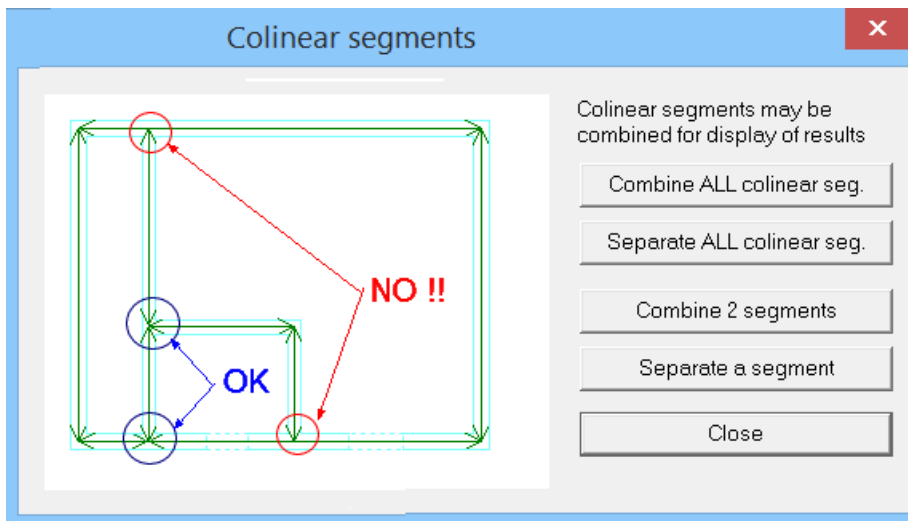 Colinear segments
x
Colinear segments may be
combined for display of results
Combine ALL colinear seg.
Separate ALL colinear seg.
NO !!
Combine 2 segments
Separate a segment
OK
Close